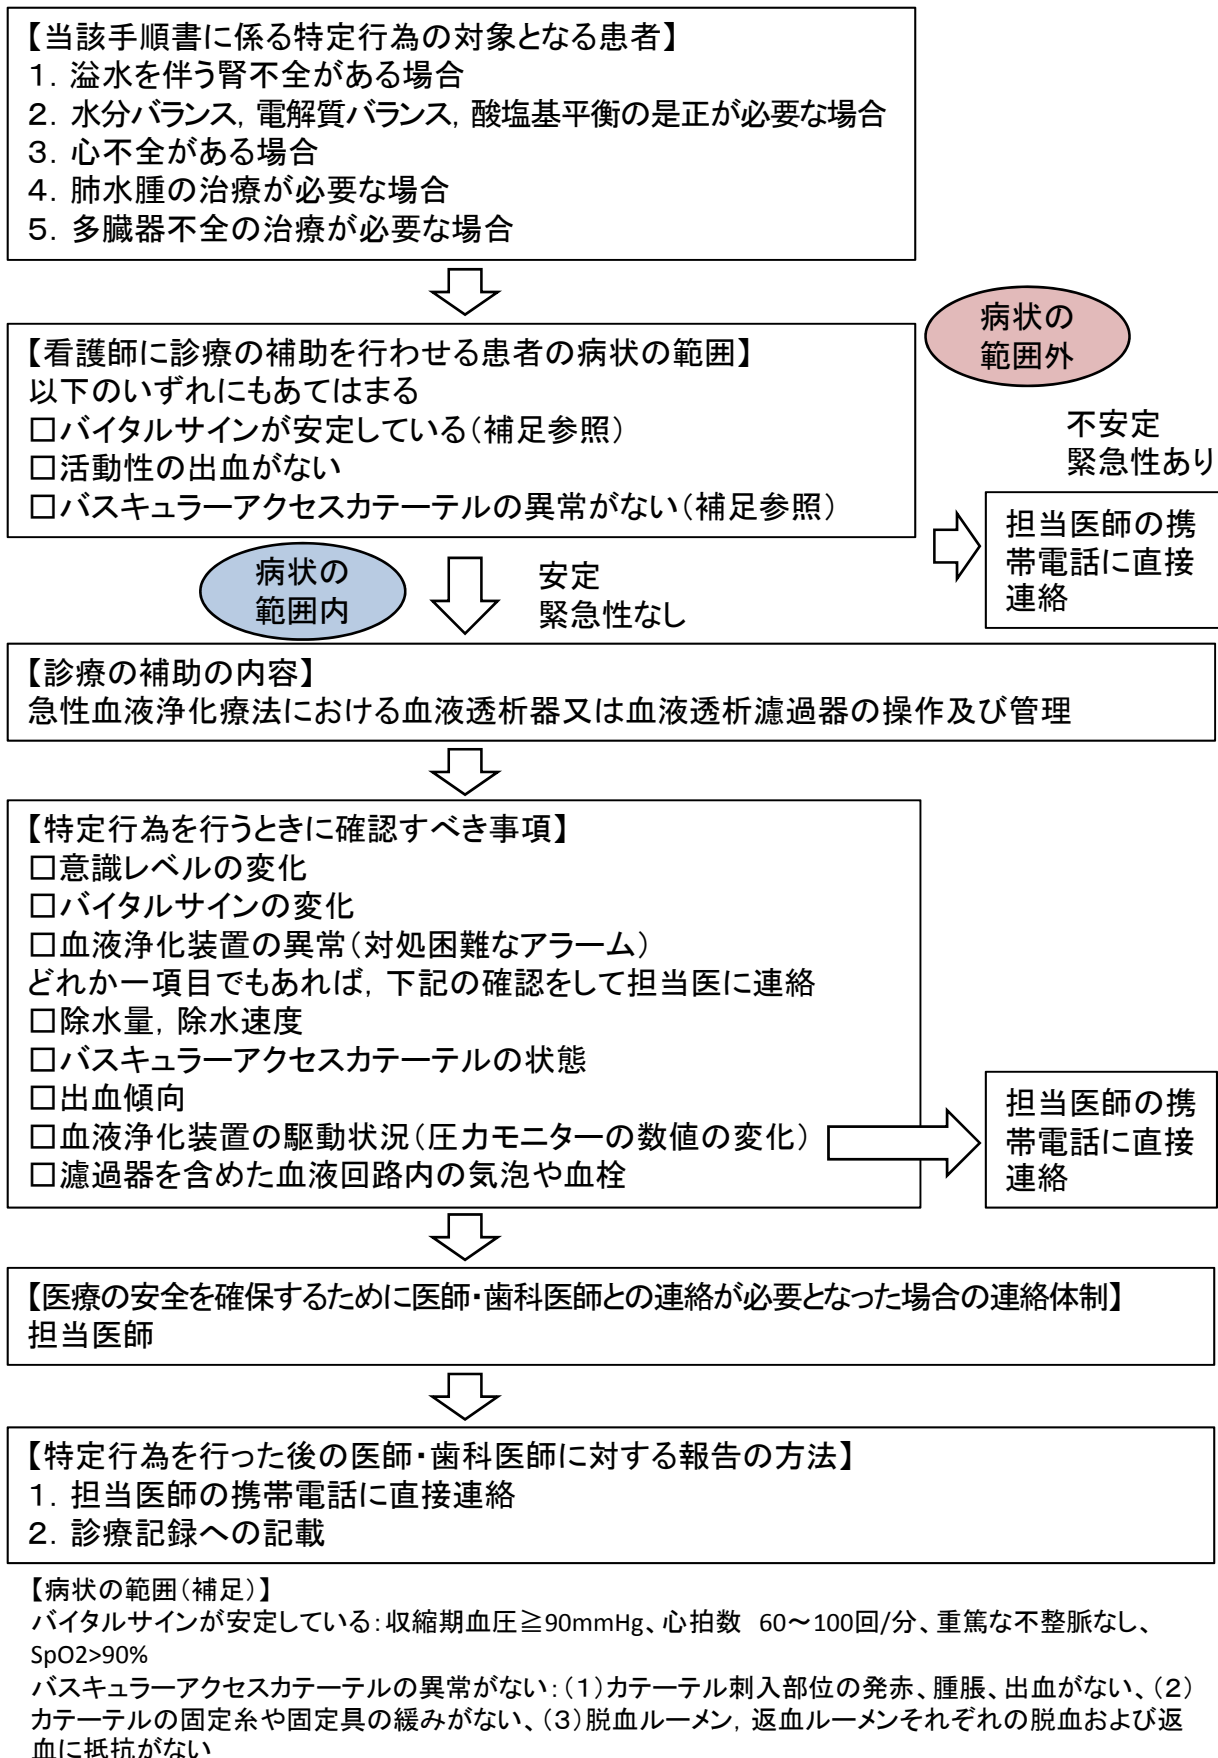 【当該手順書に係る特定行為の対象となる患者】
１．溢水を伴う腎不全がある場合
２．水分バランス，電解質バランス，酸塩基平衡の是正が必要な場合
３．心不全がある場合
４．肺水腫の治療が必要な場合
５．多臓器不全の治療が必要な場合
病状の
範囲外
【看護師に診療の補助を行わせる患者の病状の範囲】
以下のいずれにもあてはまる
□バイタルサインが安定している（補足参照）
□活動性の出血がない
□バスキュラーアクセスカテーテルの異常がない（補足参照）
不安定
緊急性あり
担当医師の携
帯電話に直接
連絡
病状の
範囲内
安定
緊急性なし
【診療の補助の内容】
急性血液浄化療法における血液透析器又は血液透析濾過器の操作及び管理
【特定行為を行うときに確認すべき事項】
□意識レベルの変化
□バイタルサインの変化
□血液浄化装置の異常（対処困難なアラーム）
どれか一項目でもあれば，下記の確認をして担当医に連絡
□除水量，除水速度
□バスキュラーアクセスカテーテルの状態
□出血傾向
□血液浄化装置の駆動状況（圧力モニターの数値の変化）
□濾過器を含めた血液回路内の気泡や血栓
担当医師の携
帯電話に直接
連絡
【医療の安全を確保するために医師・歯科医師との連絡が必要となった場合の連絡体制】
担当医師
【特定行為を行った後の医師・歯科医師に対する報告の方法】
１．担当医師の携帯電話に直接連絡
２．診療記録への記載
【病状の範囲（補足）】
バイタルサインが安定している：収縮期血圧≧90mmHg、心拍数　60～100回/分、重篤な不整脈なし、
SpO2>90%
バスキュラーアクセスカテーテルの異常がない：（１）カテーテル刺入部位の発赤、腫脹、出血がない、（２）
カテーテルの固定糸や固定具の緩みがない、（３）脱血ルーメン，返血ルーメンそれぞれの脱血および返
血に抵抗がない